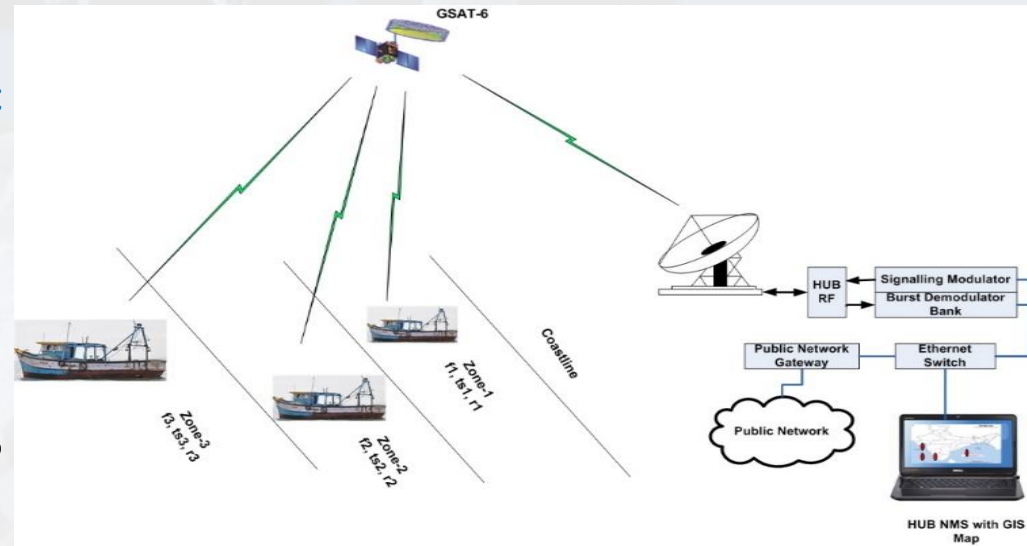 GSAT-6
HUB
RF
Signalling Modulator
Burst Demodulator
Bank
Public Network
Gateway
Ethernet
Switch
Public Network
Coastline
Zone-1
f1, ts1, r1
Zone-2
f2, ts2, r2
Zone-3
f3, ts3, r3
HUB NMS with GIS
Map